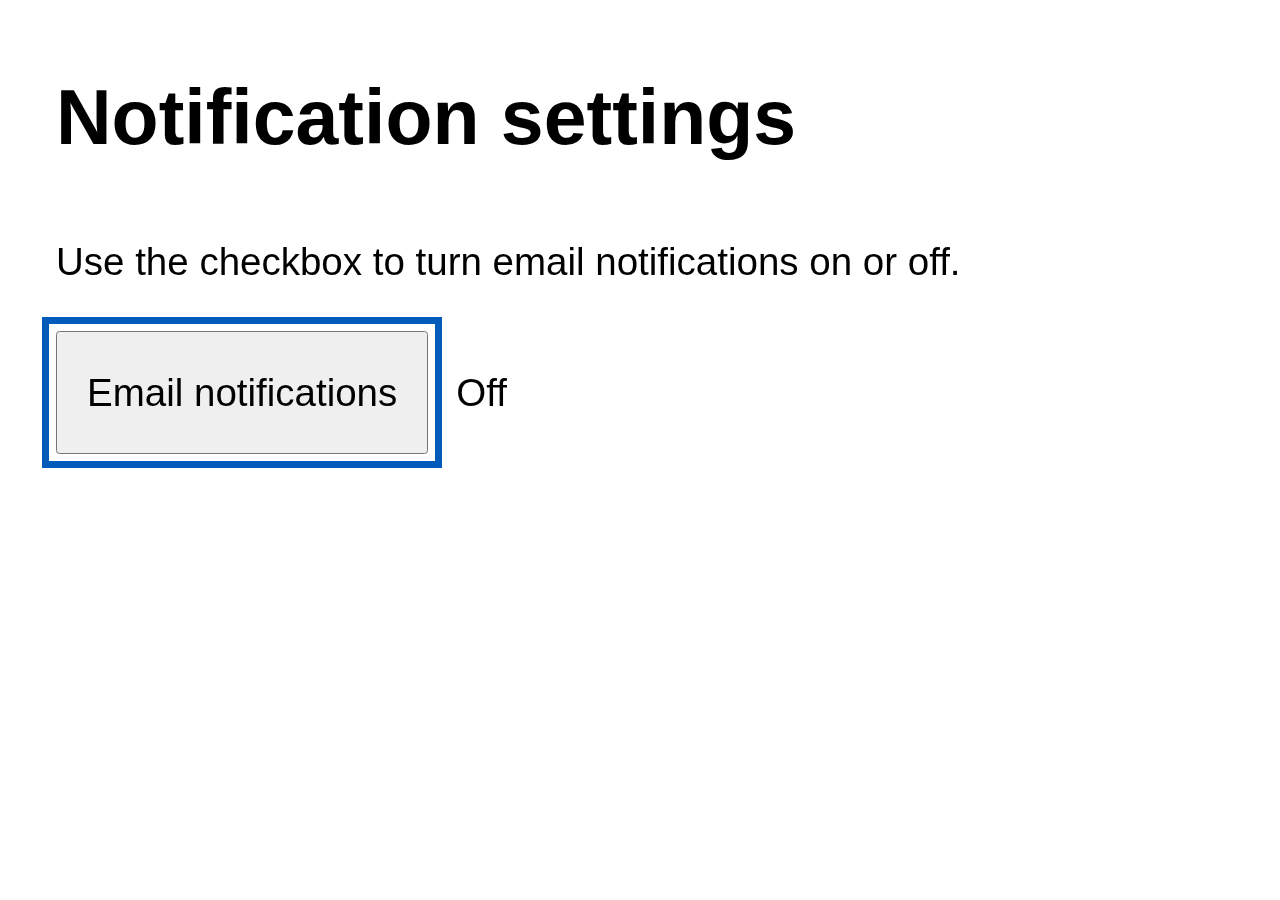 Notification settings
Use the checkbox to turn email notifications on or off.
Email notifications Off